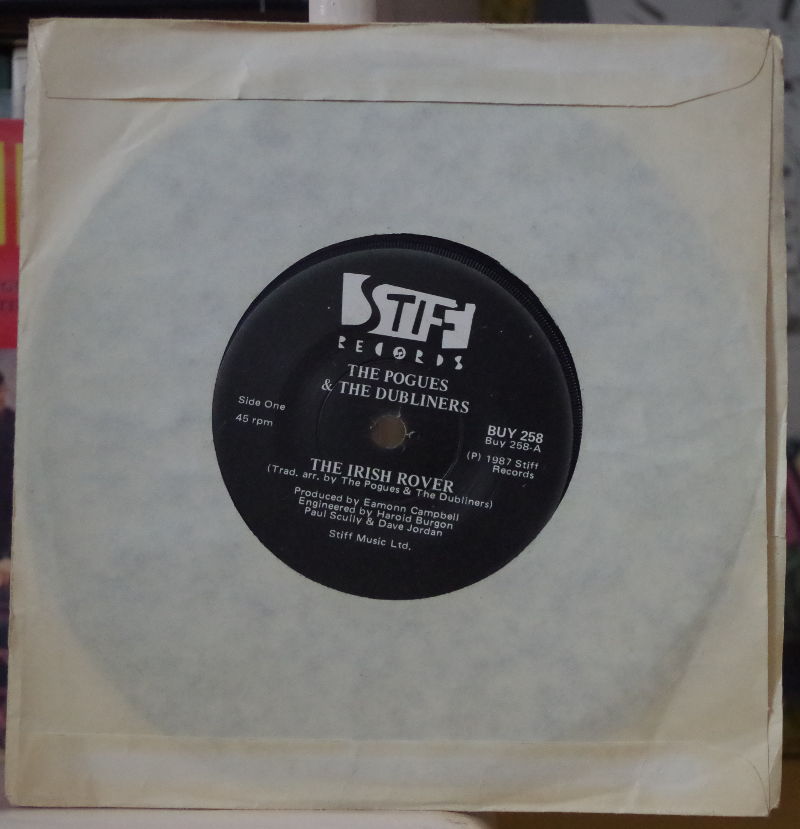 STIFF
RECORDS
THE POGUES
& THE DUBLINERS
Side One
45 rpm
BUY 258
Buy 258-A
(P) 1987 Stiff
Records
THE IRISH ROVER
(Trad. arr. by The Pogues & The Dubliners)
Produced by Eamonn Campbell
Engineered by Harold Burgon
Paul Scully & Dave Jordan
Stiff Music Ltd.